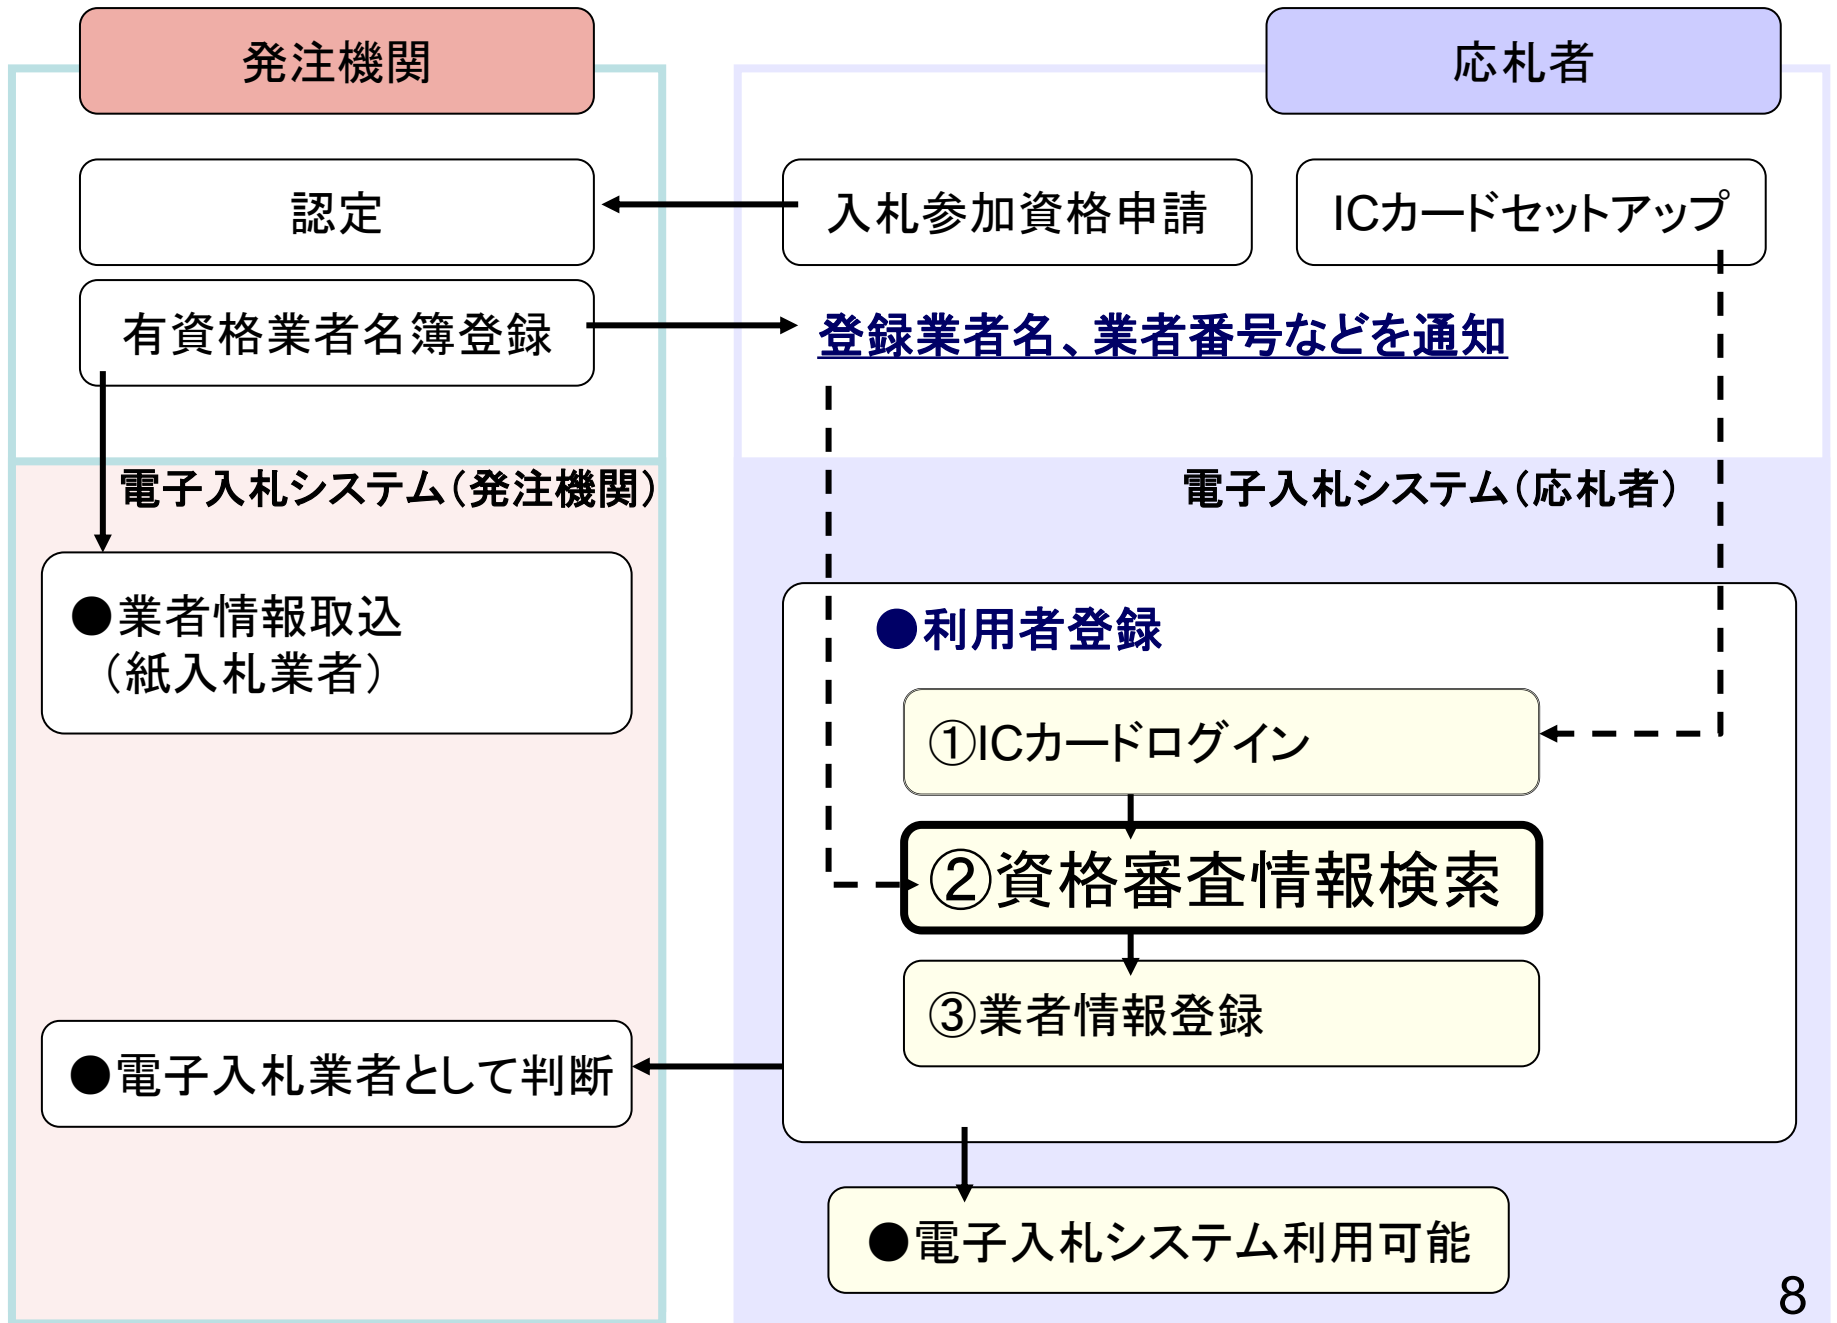 発注機関
応札者
認定
入札参加資格申請
ICカードセットアップ
有資格業者名簿登録
登録業者名、業者番号などを通知
電子入札システム（発注機関）
電子入札システム（応札者）
●業者情報取込
（紙入札業者）
●利用者登録
①ICカードログイン
②資格審査情報検索
③業者情報登録
●電子入札業者として判断
●電子入札システム利用可能
8